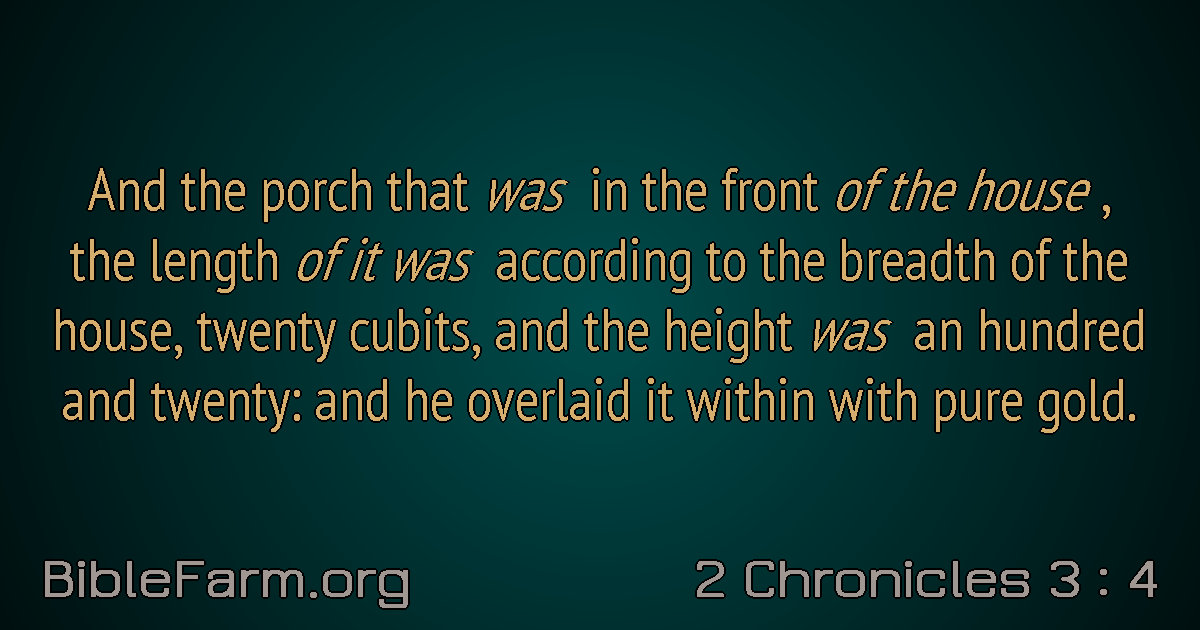 And the porch that was in the front of the house ,
the length of it was according to the breadth of the
house, twenty cubits, and the height was an hundred
and twenty: and he overlaid it within with pure gold.
BibleFarm.org
2 Chronicles 3 : 4